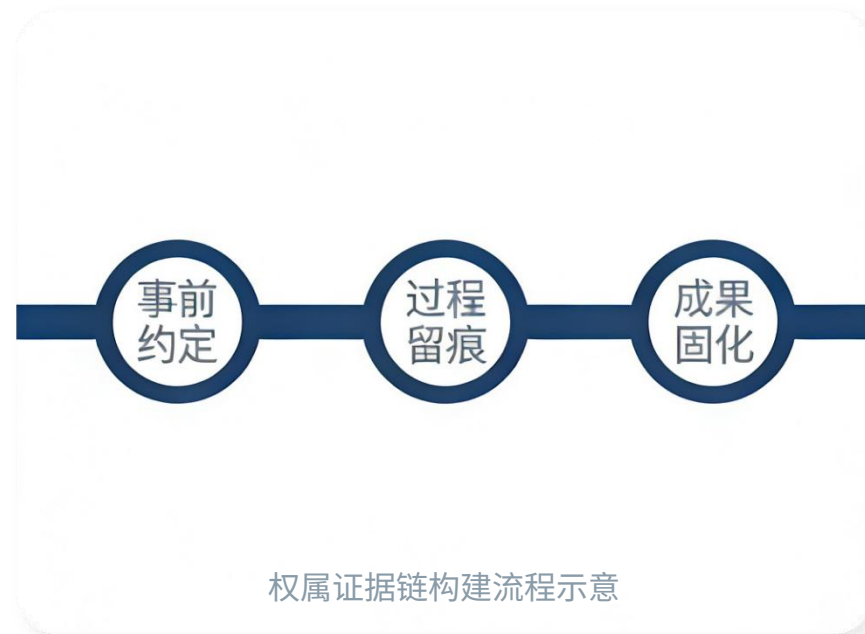 事前
约定
过程
留痕
成果
固化
权属证据链构建流程示意